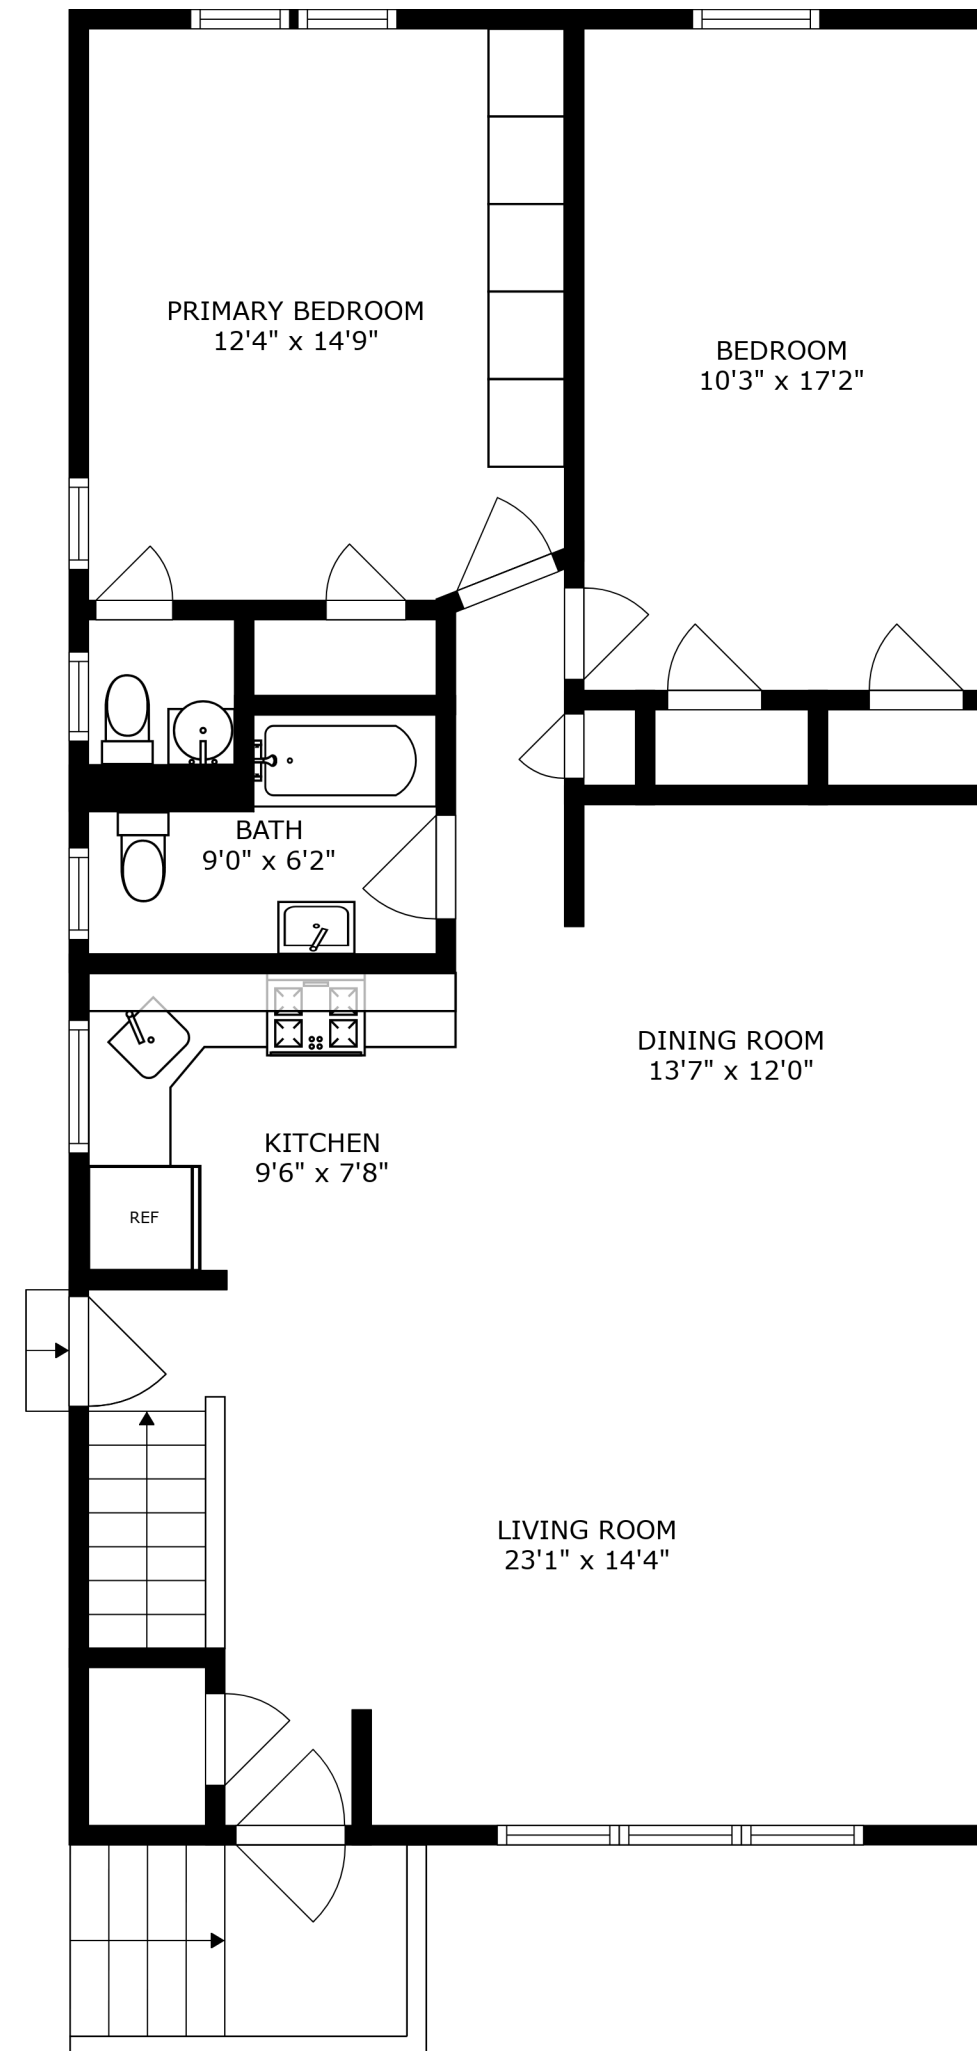 PRIMARY BEDROOM
12'4" x 14'9"
BEDROOM
10'3" x 17'2"
BATH
9'0" x 6'2"
DINING ROOM
13'7" x 12'0"
KITCHEN
9'6" x 7'8"
REF
LIVING ROOM
23'1" x 14'4"